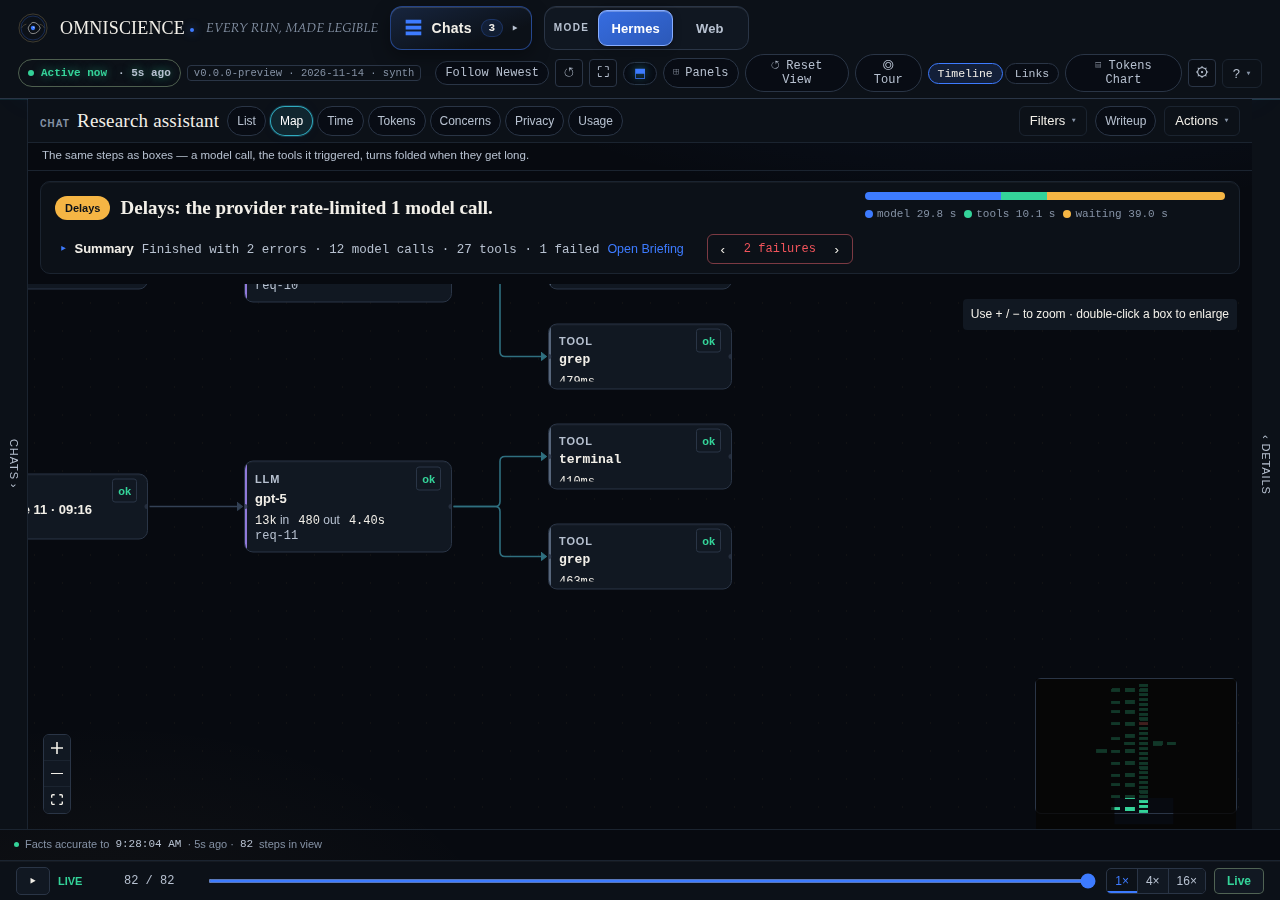 OMNISCIENCE EVERY RUN, MADE LEGIBLE Chats 3 ▸ MODE Hermes Web
Active now · 5s ago v0.0.0-preview · 2026-11-14 · synth Follow Newest Panels Reset View Tour Timeline Links Tokens Chart ? ▾
CHAT Research assistant List Map Time Tokens Concerns Privacy Usage Filters ▾ Writeup Actions ▾
The same steps as boxes — a model call, the tools it triggered, turns folded when they get long.
Delays Delays: the provider rate-limited 1 model call.
model 29.8 s tools 10.1 s waiting 39.0 s
▸ Summary Finished with 2 errors · 12 model calls · 27 tools · 1 failed Open Briefing ‹ 2 failures ›
req-10
Use + / − to zoom · double-click a box to enlarge
TOOL ok
grep
479ms
TOOL ok
terminal
410ms
CHATS ›
‹ DETAILS
ok
11 · 09:16
LLM ok
gpt-5
13k in 480 out 4.40s
req-11
TOOL ok
grep
463ms
+
−
Facts accurate to 9:28:04 AM · 5s ago · 82 steps in view
▸ LIVE 82 / 82 1× 4× 16× Live